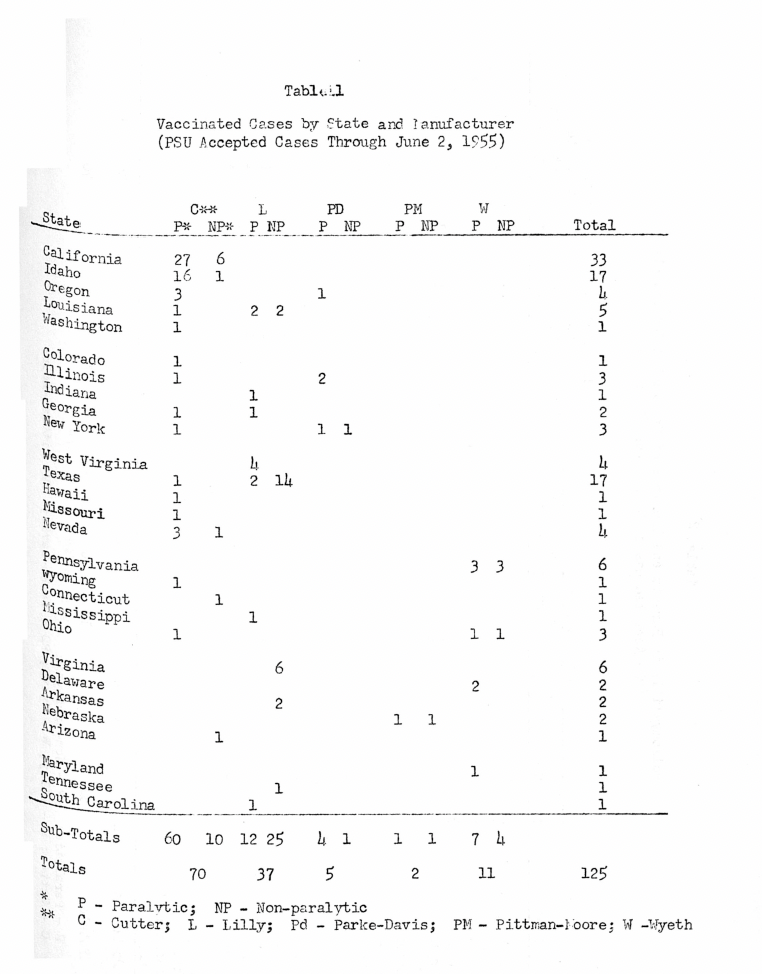 Table 1
Vaccinated Cases by State and Manufacturer
(PSU Accepted Cases Through June 2, 1955)
C** L PD PM W
State P* NP* P NP P NP P NP P NP Total
California 27 6 33
Idaho 16 1 17
Oregon 3 1 4
Louisiana 1 2 2 5
Washington 1 1
Colorado 1 1
Illinois 1 2 3
Indiana 1 1
Georgia 1 1 2
New York 1 1 1 3
West Virginia 4 4
Texas 1 2 14 17
Hawaii 1 1
Missouri 1 1
Nevada 3 1 4
Pennsylvania 3 3 6
Wyoming 1 1
Connecticut 1 1
Mississippi 1 1
Ohio 1 1 1 3
Virginia 6 6
Delaware 2 2
Arkansas 2 2
Nebraska 1 1 2
Arizona 1 1
Maryland 1 1
Tennessee 1 1
South Carolina 1 1
Sub-Totals 60 10 12 25 4 1 1 1 7 4
Totals 70 37 5 2 11 125
* P - Paralytic; NP - Non-paralytic
** C - Cutter; L - Lilly; Pd - Parke-Davis; PM - Pittman-Moore; W -Wyeth